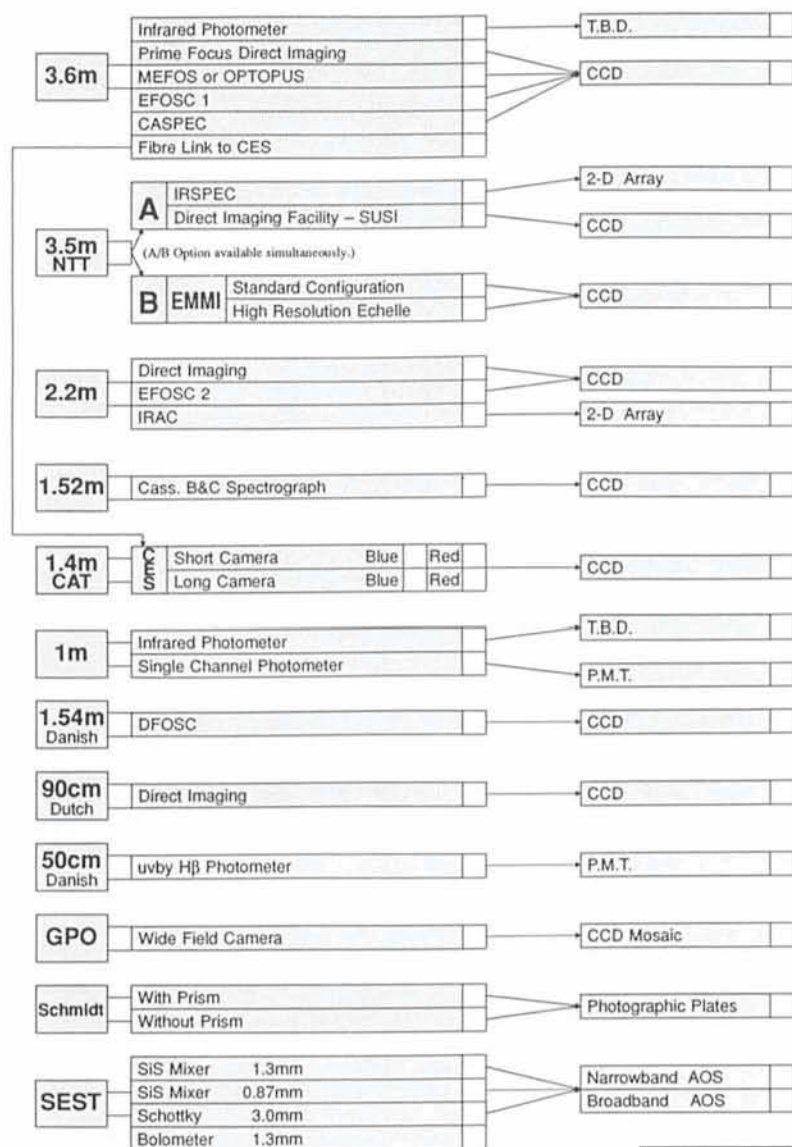 3.6m
Infrared Photometer
Prime Focus Direct Imaging
MEFOS or OPTOPUS
EFOSC 1
CASPEC
Fibre Link to CES
T.B.D.
CCD
3.5m
NTT
A
IRSPEC
Direct Imaging Facility – SUSI
2-D Array
CCD
(A/B Option available simultaneously.)
B EMMI
Standard Configuration
High Resolution Echelle
CCD
2.2m
Direct Imaging
EFOSC 2
IRAC
CCD
2-D Array
1.52m
Cass. B&C Spectrograph
CCD
1.4m
CAT
CES
Short Camera Blue Red
Long Camera Blue Red
CCD
1m
Infrared Photometer
Single Channel Photometer
T.B.D.
P.M.T.
1.54m
Danish
DFOSC
CCD
90cm
Dutch
Direct Imaging
CCD
50cm
Danish
uvby Hβ Photometer
P.M.T.
GPO
Wide Field Camera
CCD Mosaic
Schmidt
With Prism
Without Prism
Photographic Plates
SEST
SiS Mixer 1.3mm
SiS Mixer 0.87mm
Schottky 3.0mm
Bolometer 1.3mm
Narrowband AOS
Broadband AOS